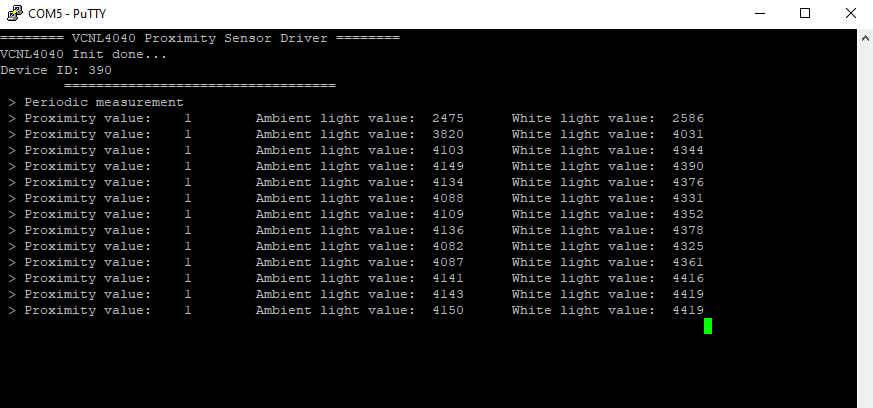 COM5 - PuTTY
======== VCNL4040 Proximity Sensor Driver ========
VCNL4040 Init done...
Device ID: 390
==================================
> Periodic measurement
> Proximity value: 1 Ambient light value: 2475 White light value: 2586
> Proximity value: 1 Ambient light value: 3820 White light value: 4031
> Proximity value: 1 Ambient light value: 4103 White light value: 4344
> Proximity value: 1 Ambient light value: 4149 White light value: 4390
> Proximity value: 1 Ambient light value: 4134 White light value: 4376
> Proximity value: 1 Ambient light value: 4088 White light value: 4331
> Proximity value: 1 Ambient light value: 4109 White light value: 4352
> Proximity value: 1 Ambient light value: 4136 White light value: 4378
> Proximity value: 1 Ambient light value: 4082 White light value: 4325
> Proximity value: 1 Ambient light value: 4087 White light value: 4361
> Proximity value: 1 Ambient light value: 4141 White light value: 4416
> Proximity value: 1 Ambient light value: 4143 White light value: 4419
> Proximity value: 1 Ambient light value: 4150 White light value: 4419